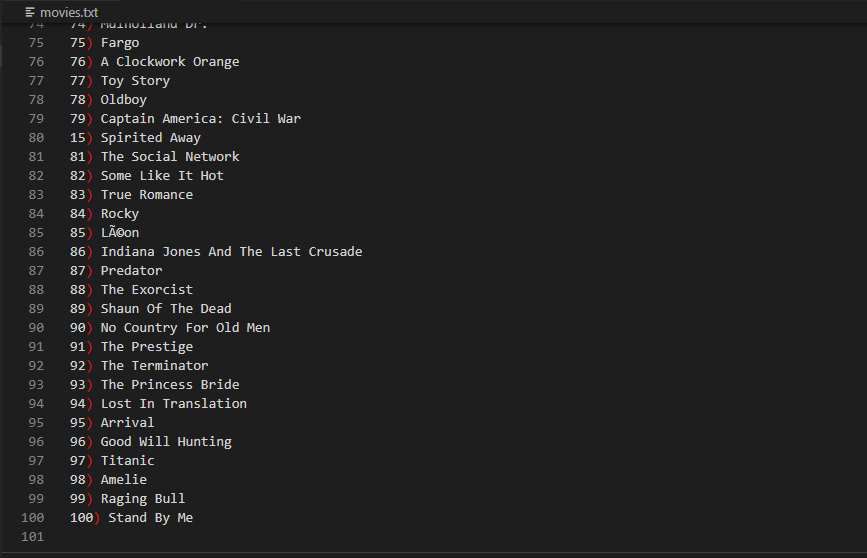 movies.txt
74 74) Mulholland Dr.
75 75) Fargo
76 76) A Clockwork Orange
77 77) Toy Story
78 78) Oldboy
79 79) Captain America: Civil War
80 15) Spirited Away
81 81) The Social Network
82 82) Some Like It Hot
83 83) True Romance
84 84) Rocky
85 85) LÃ©on
86 86) Indiana Jones And The Last Crusade
87 87) Predator
88 88) The Exorcist
89 89) Shaun Of The Dead
90 90) No Country For Old Men
91 91) The Prestige
92 92) The Terminator
93 93) The Princess Bride
94 94) Lost In Translation
95 95) Arrival
96 96) Good Will Hunting
97 97) Titanic
98 98) Amelie
99 99) Raging Bull
100 100) Stand By Me
101